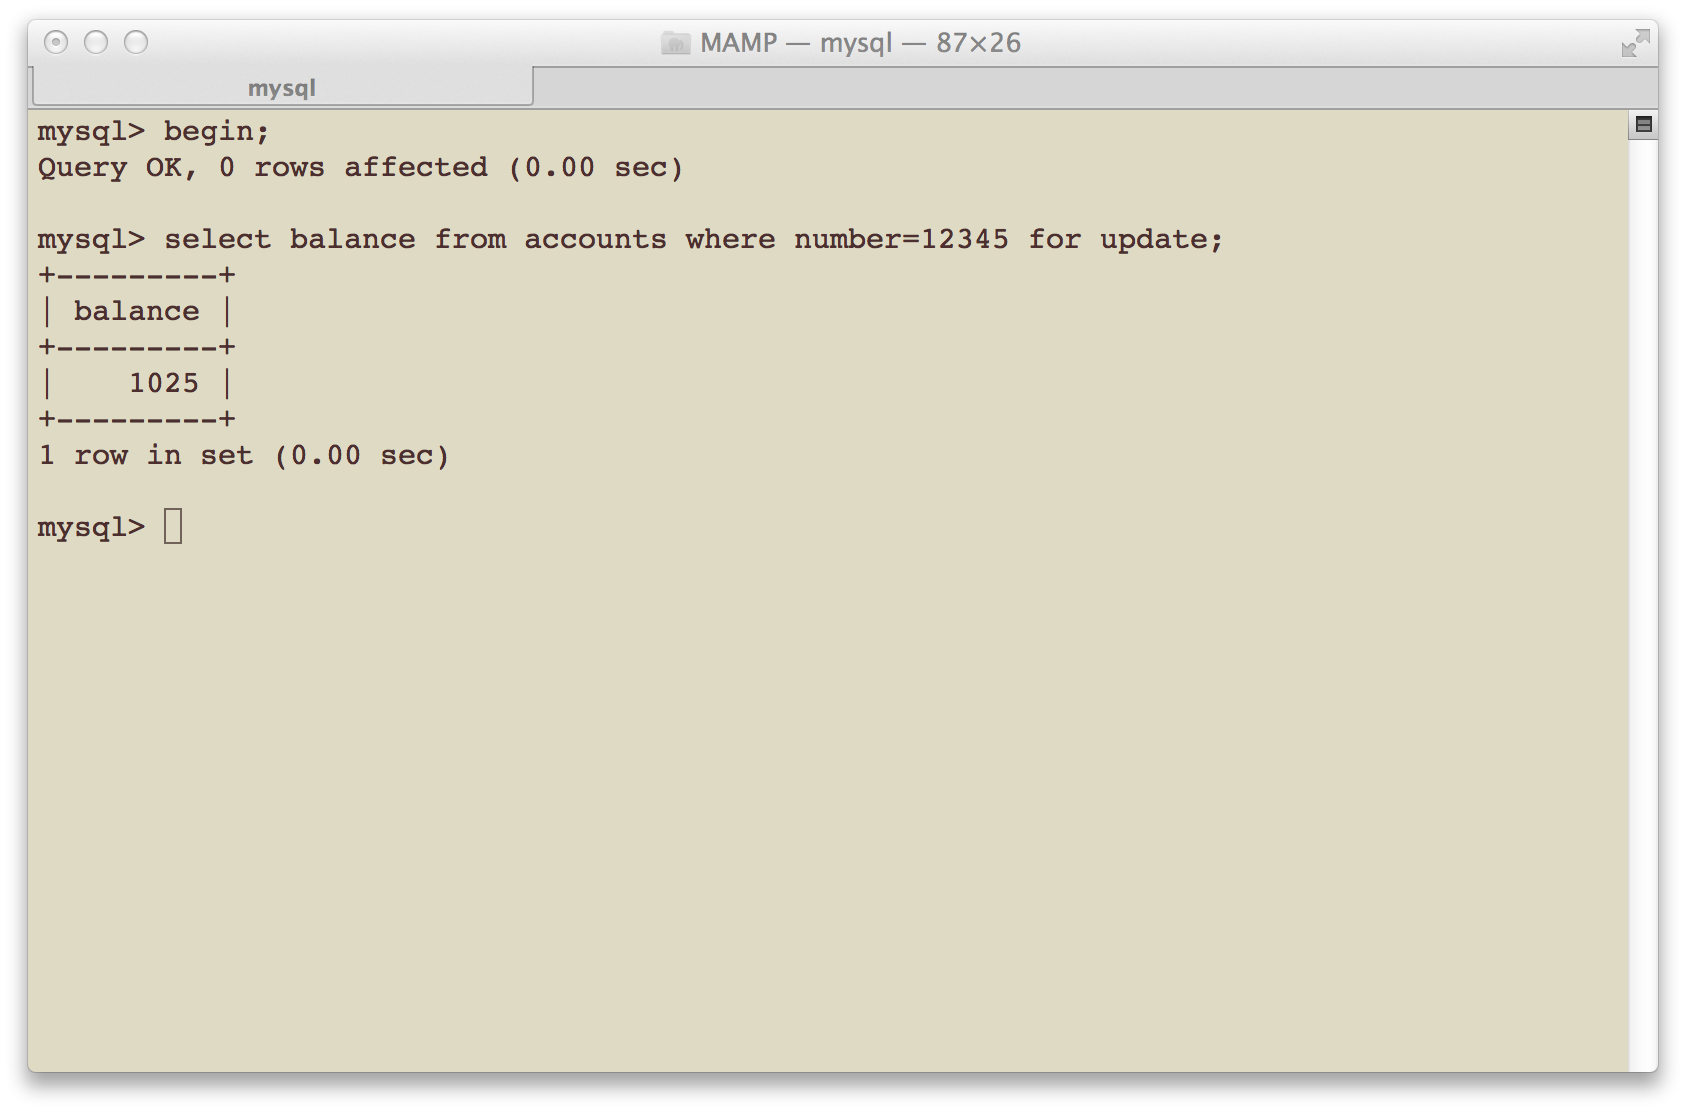 MAMP — mysql — 87×26
mysql
mysql> begin;
Query OK, 0 rows affected (0.00 sec)
mysql> select balance from accounts where number=12345 for update;
+---------+
| balance |
+---------+
|    1025 |
+---------+
1 row in set (0.00 sec)
mysql>